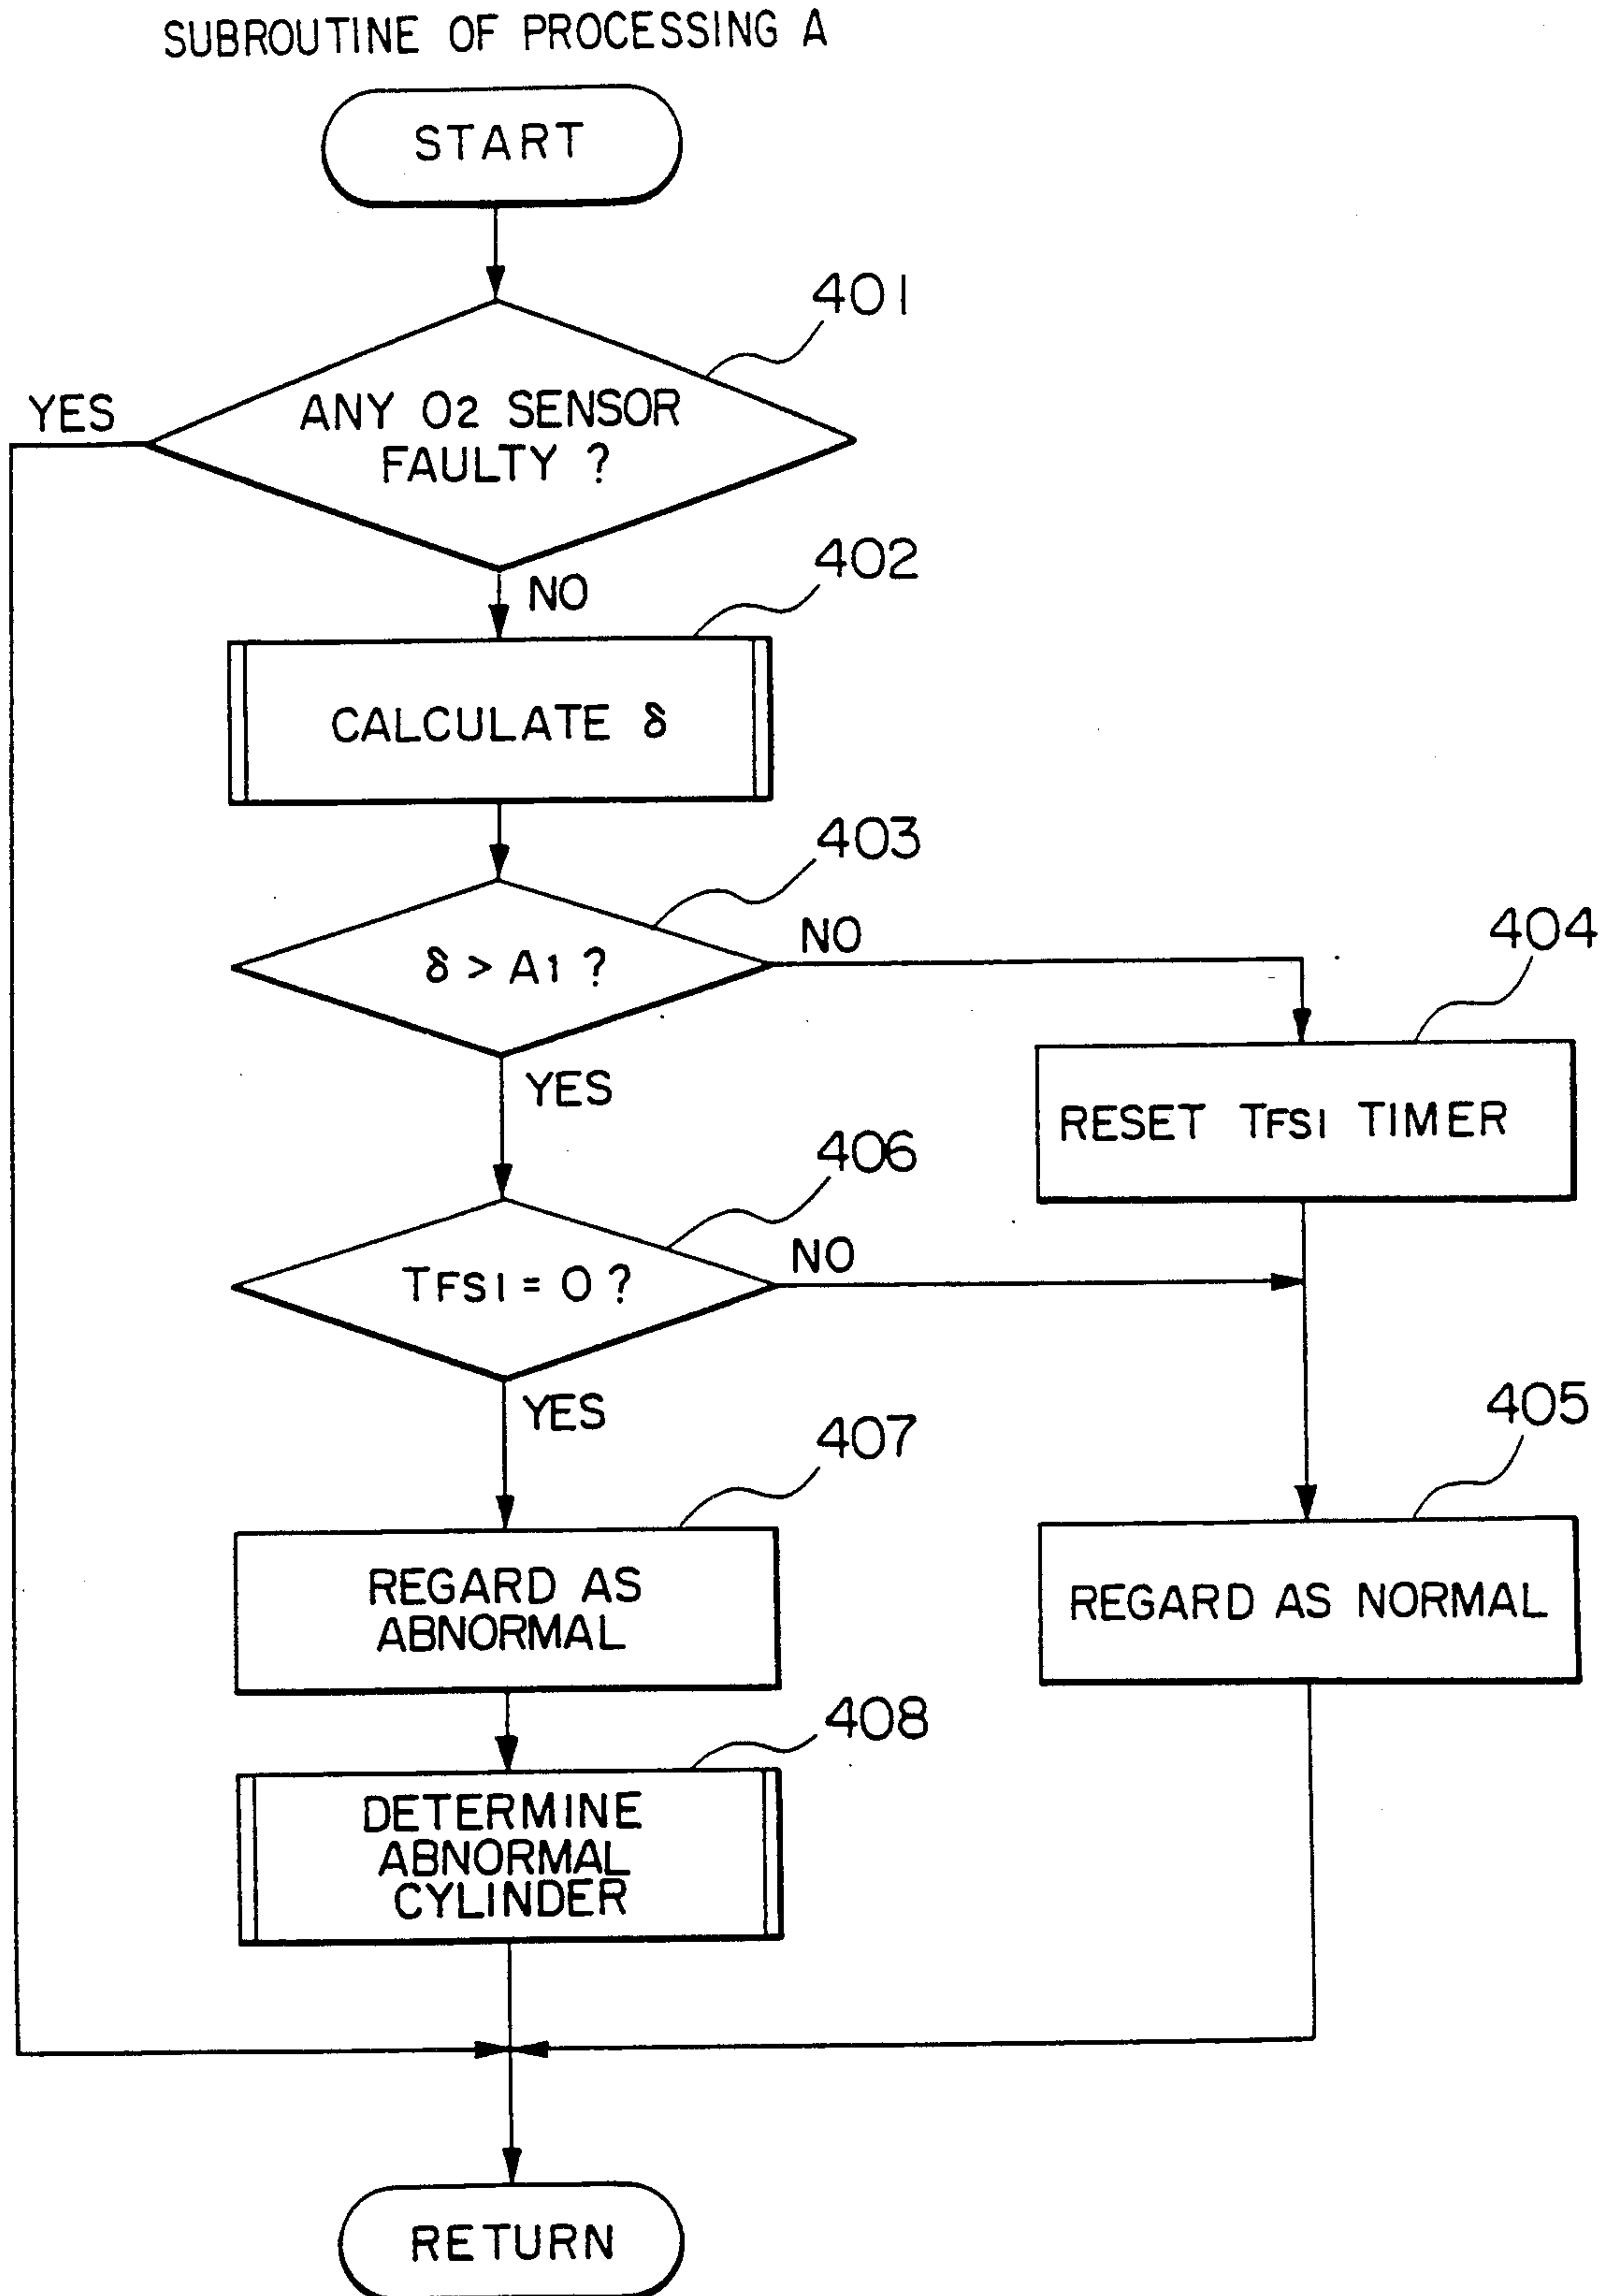 SUBROUTINE OF PROCESSING A
START
401
YES
ANY O2 SENSOR
FAULTY ?
402
NO
CALCULATE δ
403
NO
δ > A1 ?
404
YES
RESET TFS1 TIMER
406
NO
TFS1 = 0 ?
YES
405
407
REGARD AS
ABNORMAL
REGARD AS NORMAL
408
DETERMINE
ABNORMAL
CYLINDER
RETURN